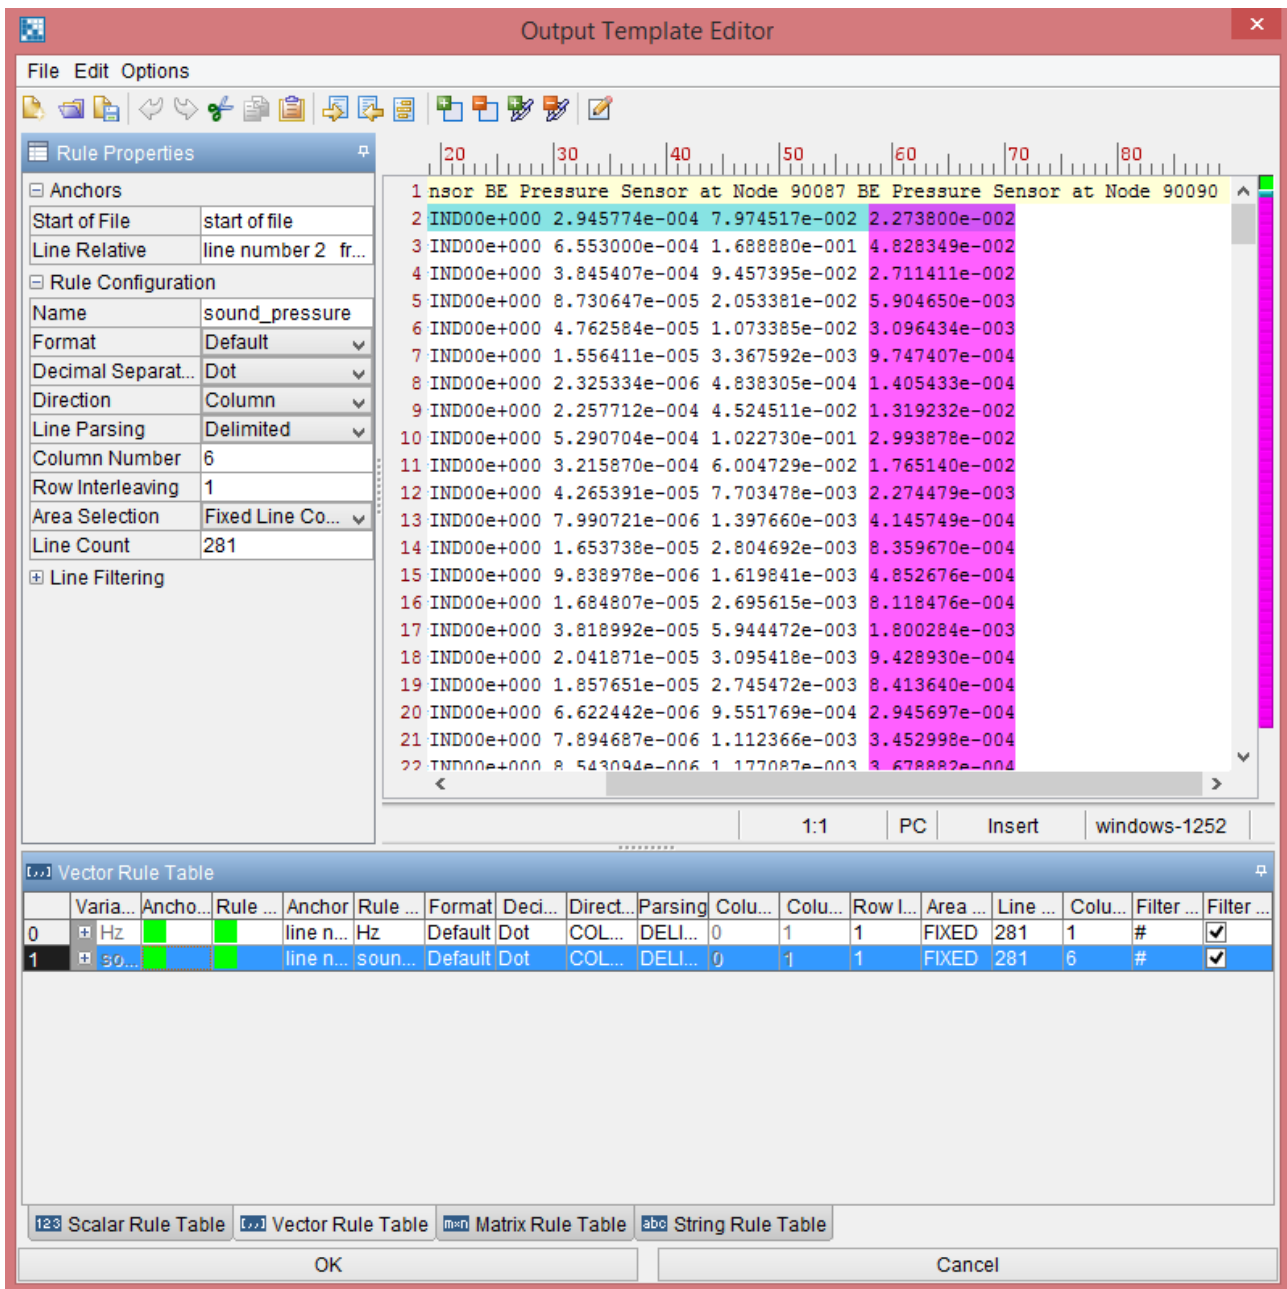 Output Template Editor
File Edit Options
Rule Properties
Anchors
Start of File start of file
Line Relative line number 2 fr...
Rule Configuration
Name sound_pressure
Format Default
Decimal Separat... Dot
Direction Column
Line Parsing Delimited
Column Number 6
Row Interleaving 1
Area Selection Fixed Line Co...
Line Count 281
Line Filtering
20 30 40 50 60 70 80
1 nsor BE Pressure Sensor at Node 90087 BE Pressure Sensor at Node 90090
2 IND00e+000 2.945774e-004 7.974517e-002 2.273800e-002
3 IND00e+000 6.553000e-004 1.688880e-001 4.828349e-002
4 IND00e+000 3.845407e-004 9.457395e-002 2.711411e-002
5 IND00e+000 8.730647e-005 2.053381e-002 5.904650e-003
6 IND00e+000 4.762584e-005 1.073385e-002 3.096434e-003
7 IND00e+000 1.556411e-005 3.367592e-003 9.747407e-004
8 IND00e+000 2.325334e-006 4.838305e-004 1.405433e-004
9 IND00e+000 2.257712e-004 4.524511e-002 1.319232e-002
10 IND00e+000 5.290704e-004 1.022730e-001 2.993878e-002
11 IND00e+000 3.215870e-004 6.004729e-002 1.765140e-002
12 IND00e+000 4.265391e-005 7.703478e-003 2.274479e-003
13 IND00e+000 7.990721e-006 1.397660e-003 4.145749e-004
14 IND00e+000 1.653738e-005 2.804692e-003 8.359670e-004
15 IND00e+000 9.838978e-006 1.619841e-003 4.852676e-004
16 IND00e+000 1.684807e-005 2.695615e-003 8.118476e-004
17 IND00e+000 3.818992e-005 5.944472e-003 1.800284e-003
18 IND00e+000 2.041871e-005 3.095418e-003 9.428930e-004
19 IND00e+000 1.857651e-005 2.745472e-003 8.413640e-004
20 IND00e+000 6.622442e-006 9.551769e-004 2.945697e-004
21 IND00e+000 7.894687e-006 1.112366e-003 3.452998e-004
22 IND00e+000 8.543094e-006 1.177087e-003 3.678882e-004
1:1 PC Insert windows-1252
Vector Rule Table
Varia... Ancho... Rule ... Anchor Rule ... Format Deci... Direct... Parsing Colu... Colu... Row I... Area ... Line ... Colu... Filter ... Filter ...
0 Hz line n... Hz Default Dot COL... DELI... 0 1 1 FIXED 281 1 #
1 so... line n... soun... Default Dot COL... DELI... 0 1 1 FIXED 281 6 #
123 Scalar Rule Table [,,] Vector Rule Table m×n Matrix Rule Table abc String Rule Table
OK Cancel